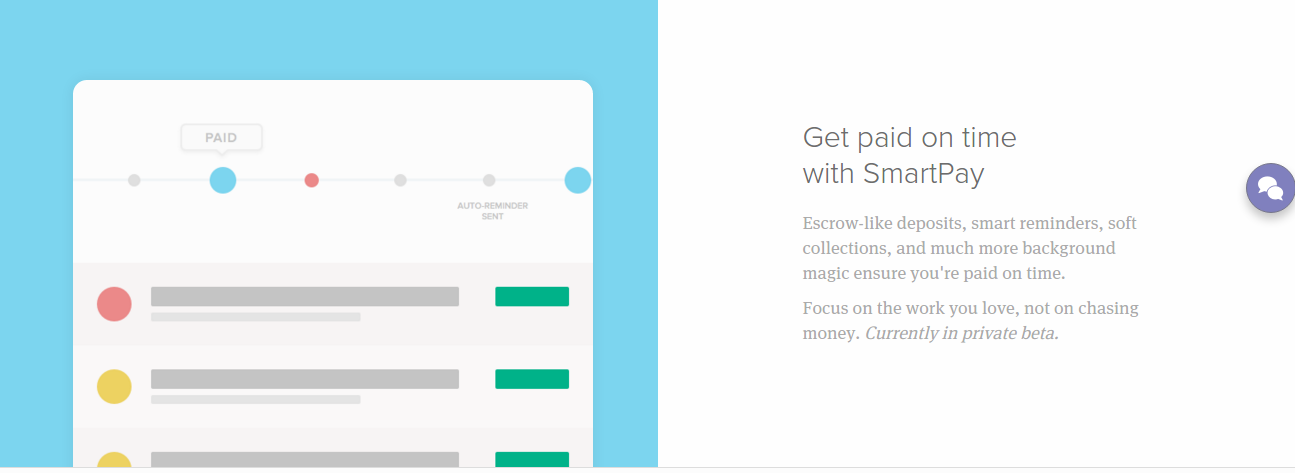 PAID
AUTO-REMINDER
SENT
Get paid on time
with SmartPay
Escrow-like deposits, smart reminders, soft
collections, and much more background
magic ensure you're paid on time.
Focus on the work you love, not on chasing
money. Currently in private beta.